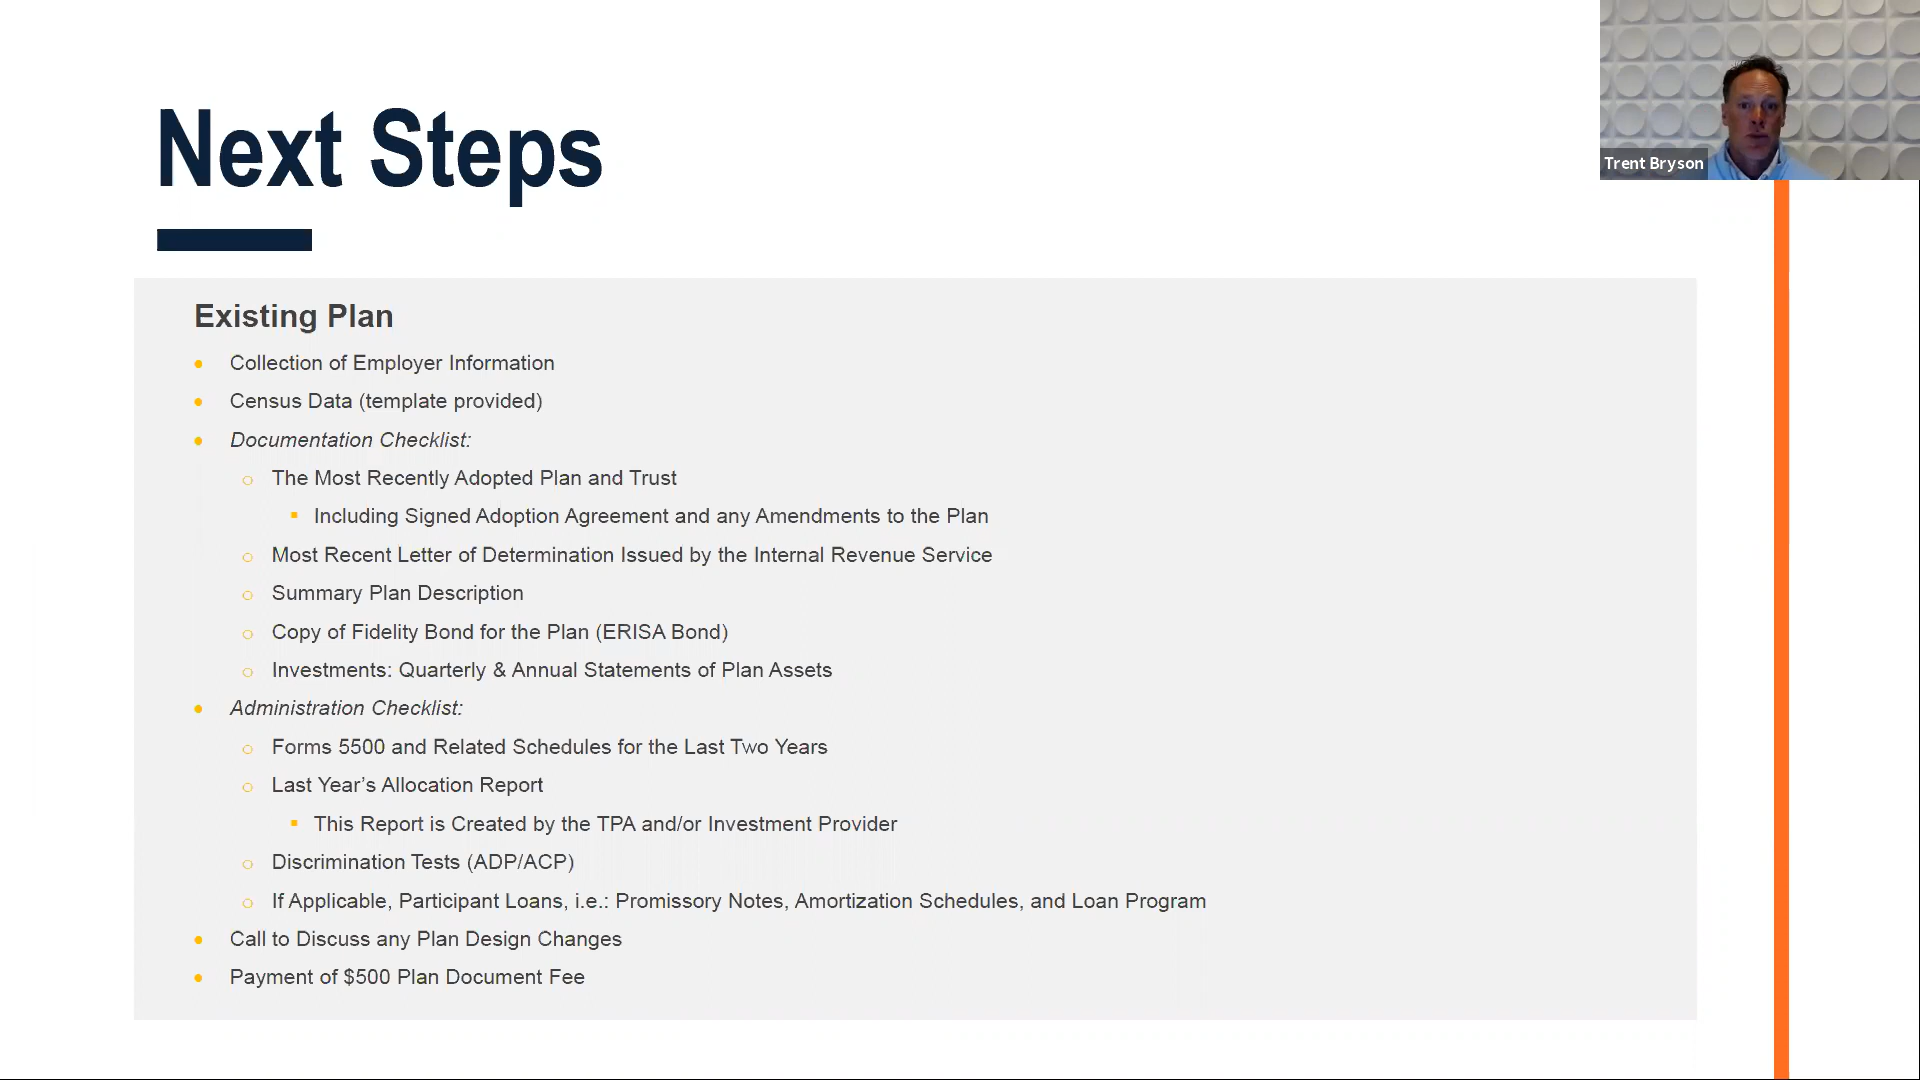 Next Steps
Trent Bryson
Existing Plan
Collection of Employer Information
Census Data (template provided)
Documentation Checklist:
The Most Recently Adopted Plan and Trust
Including Signed Adoption Agreement and any Amendments to the Plan
Most Recent Letter of Determination Issued by the Internal Revenue Service
Summary Plan Description
Copy of Fidelity Bond for the Plan (ERISA Bond)
Investments: Quarterly & Annual Statements of Plan Assets
Administration Checklist:
Forms 5500 and Related Schedules for the Last Two Years
Last Year’s Allocation Report
This Report is Created by the TPA and/or Investment Provider
Discrimination Tests (ADP/ACP)
If Applicable, Participant Loans, i.e.: Promissory Notes, Amortization Schedules, and Loan Program
Call to Discuss any Plan Design Changes
Payment of $500 Plan Document Fee